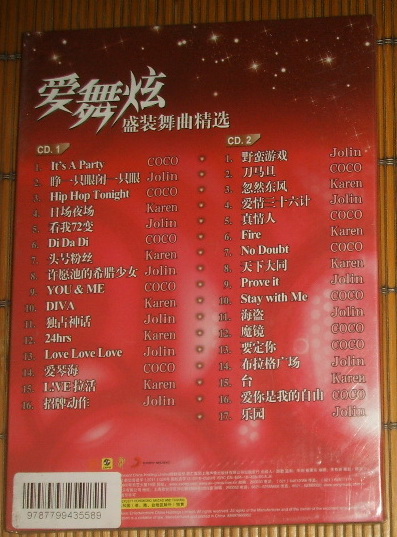 爱舞炫
盛装舞曲精选
CD. 1
1. It's A Party COCO
2. 睁一只眼闭一只眼 Jolin
3. Hip Hop Tonight COCO
4. 日场夜场 Karen
5. 看我72变 Jolin
6. Di Da Di COCO
7. 头号粉丝 Karen
8. 许愿池的希腊少女 Jolin
9. YOU & ME COCO
10. DIVA Karen
11. 独占神话 Jolin
12. 24hrs Karen
13. Love Love Love Jolin
14. 爱琴海 COCO
15. L!VE拉活 Karen
16. 招牌动作 Jolin
CD. 2
1. 野蛮游戏 Jolin
2. 刀马旦 COCO
3. 忽然东风 Karen
4. 爱情三十六计 Jolin
5. 真情人 COCO
6. Fire Karen
7. No Doubt COCO
8. 天下大同 Karen
9. Prove it Jolin
10. Stay with Me COCO
11. 海盗 Jolin
12. 魔镜 COCO
13. 要定你 COCO
14. 布拉格广场 Jolin
15. 台 Karen
16. 爱你是我的自由 COCO
17. 乐园 Jolin
9787799435589